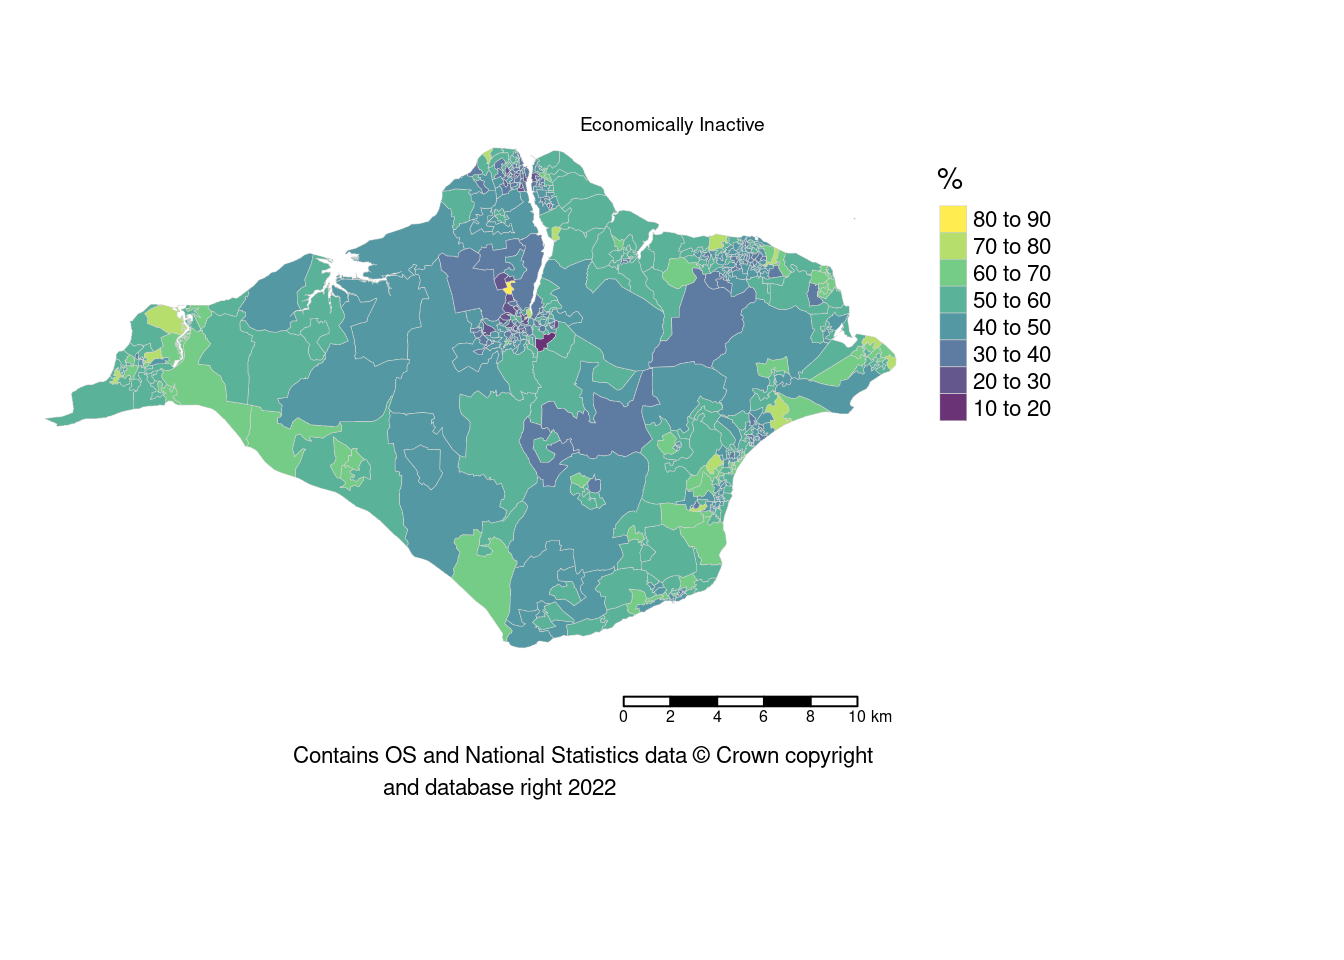 Economically Inactive
%
80 to 90
70 to 80
60 to 70
50 to 60
40 to 50
30 to 40
20 to 30
10 to 20
0 2 4 6 8 10 km
Contains OS and National Statistics data © Crown copyright
and database right 2022